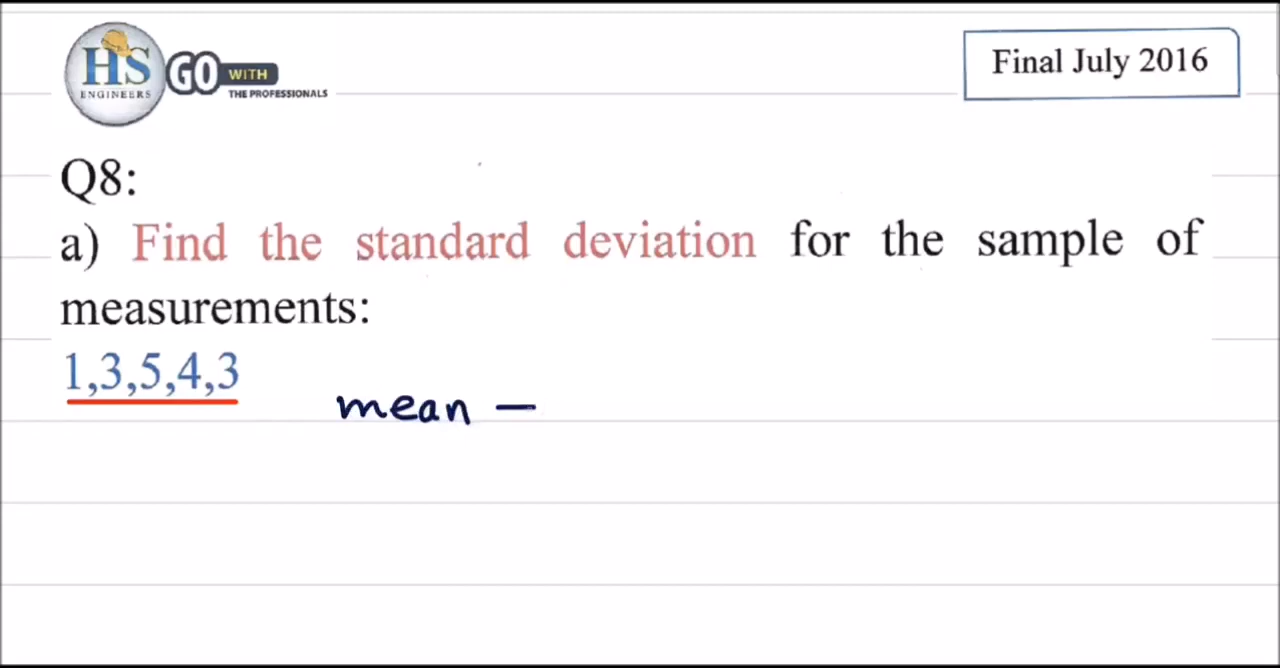 HS
ENGINEERS
GO WITH
THE PROFESSIONALS
Final July 2016
Q8:
a) Find the standard deviation for the sample of
measurements:
1,3,5,4,3
mean —